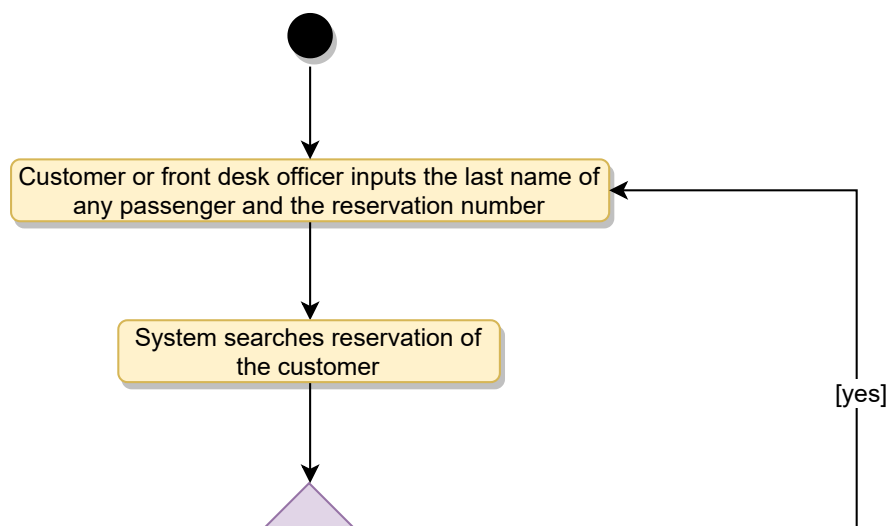 Customer or front desk officer inputs the last name of
any passenger and the reservation number
System searches reservation of
the customer
[yes]